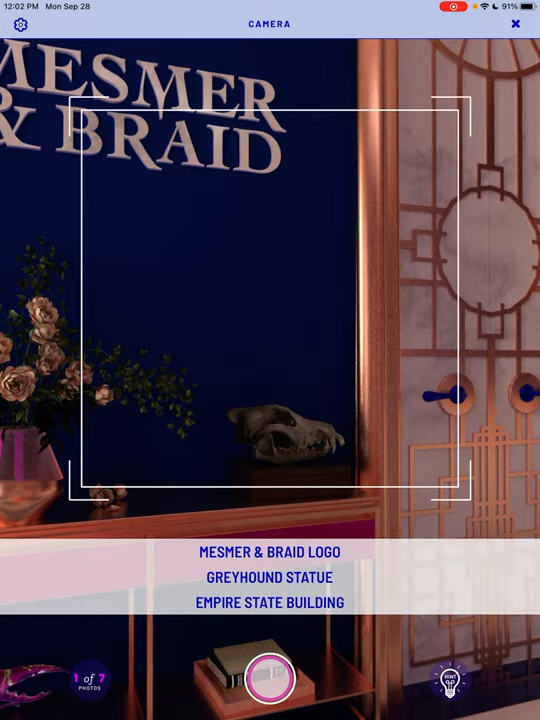 12:02 PM Mon Sep 28
91%
CAMERA
MESMER
& BRAID
MESMER & BRAID LOGO
GREYHOUND STATUE
EMPIRE STATE BUILDING
1 of 7
PHOTOS
HINT